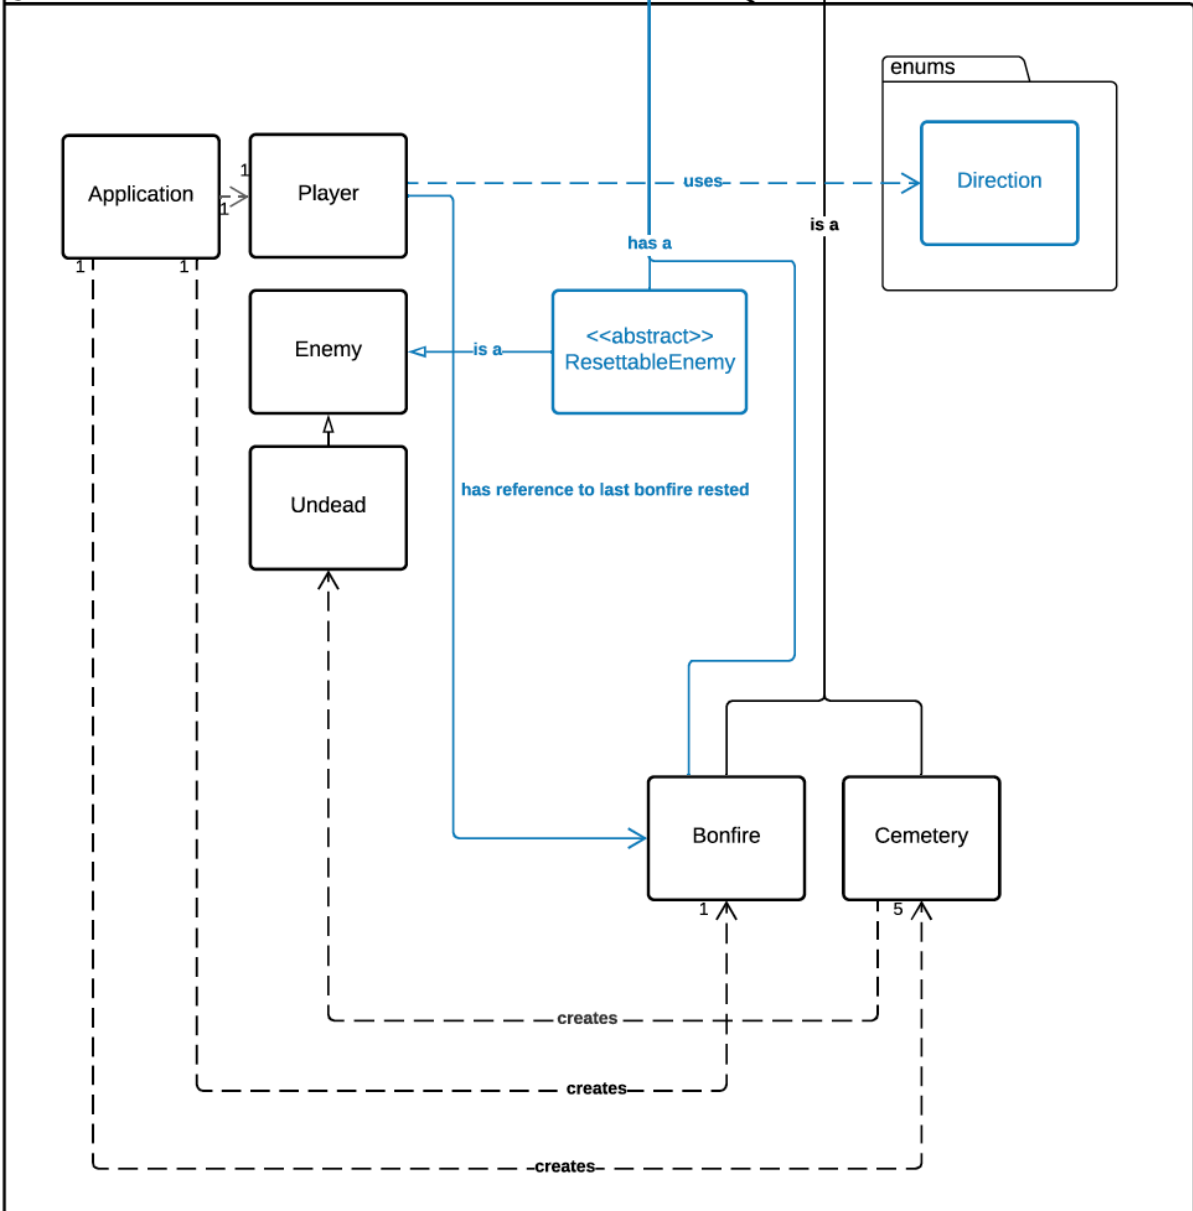 enums
Application
1
1
Player
uses
Direction
is a
has a
1
1
Enemy
is a
<<abstract>>
ResettableEnemy
has reference to last bonfire rested
Undead
Bonfire
Cemetery
1
5
creates
creates
creates